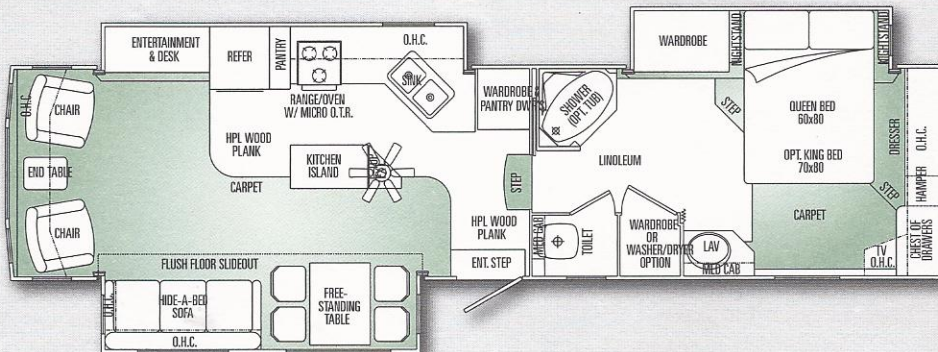 ENTERTAINMENT
& DESK
REFER
PANTRY
O.H.C.
RANGE/OVEN
W/ MICRO O.T.R.
SINK
WARDROBE &
PANTRY DW'RS
O.H.C.
CHAIR
END TABLE
CHAIR
HPL WOOD
PLANK
CARPET
KITCHEN
ISLAND
STEP
HPL WOOD
PLANK
ENT. STEP
FLUSH FLOOR SLIDEOUT
O.H.C.
HIDE-A-BED
SOFA
O.H.C.
FREE-
STANDING
TABLE
SHOWER
(OPT. TUB)
LINOLEUM
MED CAB
TOILET
WARDROBE
OR
WASHER/DRYER
OPTION
LAV
MED CAB
WARDROBE
NIGHTSTAND
NIGHTSTAND
STEP
QUEEN BED
60x80
OPT. KING BED
70x80
DRESSER
STEP
CARPET
TV
O.H.C.
O.H.C.
HAMPER
CHEST OF
DRAWERS